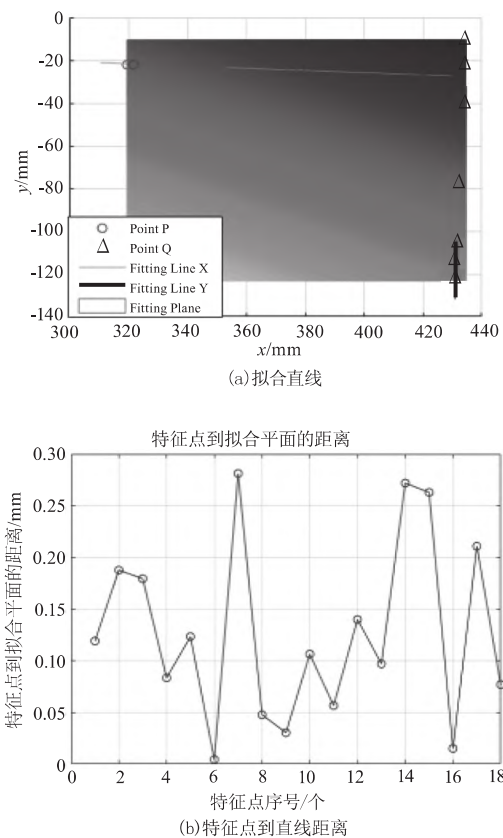 0
-20
-40
-60
-80
-100
-120
-140
y/mm
Point P
Point Q
Fitting Line X
Fitting Line Y
Fitting Plane
300 320 340 360 380 400 420 440
x/mm
(a)拟合直线
特征点到拟合平面的距离
0.30
0.25
0.20
0.15
0.10
0.05
0
特征点到拟合平面的距离/mm
0 2 4 6 8 10 12 14 16 18
特征点序号/个
(b)特征点到直线距离